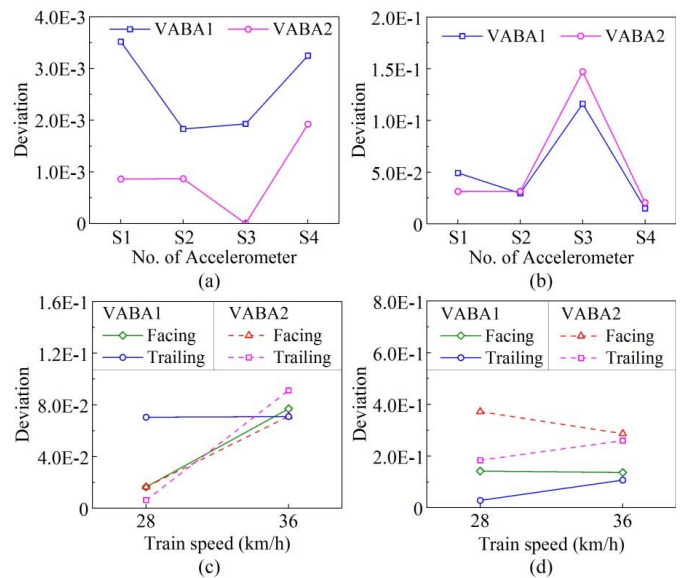 4.0E-3
3.0E-3
2.0E-3
1.0E-3
0
Deviation
VABA1 VABA2
S1 S2 S3 S4
No. of Accelerometer
(a)
1.5E-1
1.0E-1
5.0E-2
0
Deviation
VABA1 VABA2
S1 S2 S3 S4
No. of Accelerometer
(b)
1.6E-1
1.2E-1
8.0E-2
4.0E-2
0
Deviation
VABA1 VABA2
Facing Facing
Trailing Trailing
28 36
Train speed (km/h)
(c)
8.0E-1
6.0E-1
4.0E-1
2.0E-1
0
Deviation
VABA1 VABA2
Facing Facing
Trailing Trailing
28 36
Train speed (km/h)
(d)